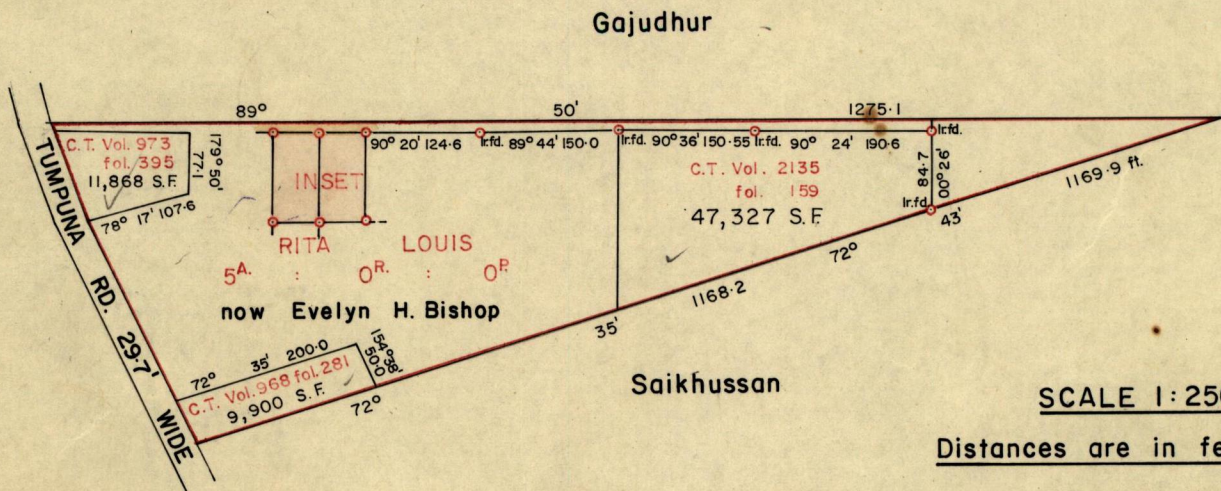 Gajudhur
89° 50' 1275·1
C.T. Vol. 973
fol. 395
11,868 S.F.
179° 50'
77·1
78° 17' 107·6
INSET
90° 20' 124·6
Ir.fd. 89° 44' 150·0
Ir.fd. 90° 36' 150·55
Ir.fd. 90° 24' 190·6
Ir.fd.
84·7
00° 26'
Ir.fd.
C.T. Vol. 2135
fol. 159
47,327 S.F.
43'
1169·9 ft.
72°
1168·2
35'
RITA LOUIS
5A. : 0R. : 0P.
now Evelyn H. Bishop
TUMPUNA RD. 29·7' WIDE
72° 35' 200·0
154° 38'
50·0
C.T. Vol. 968 fol. 281
9,900 S.F.
72°
Saikhussan
SCALE 1:250
Distances are in fe